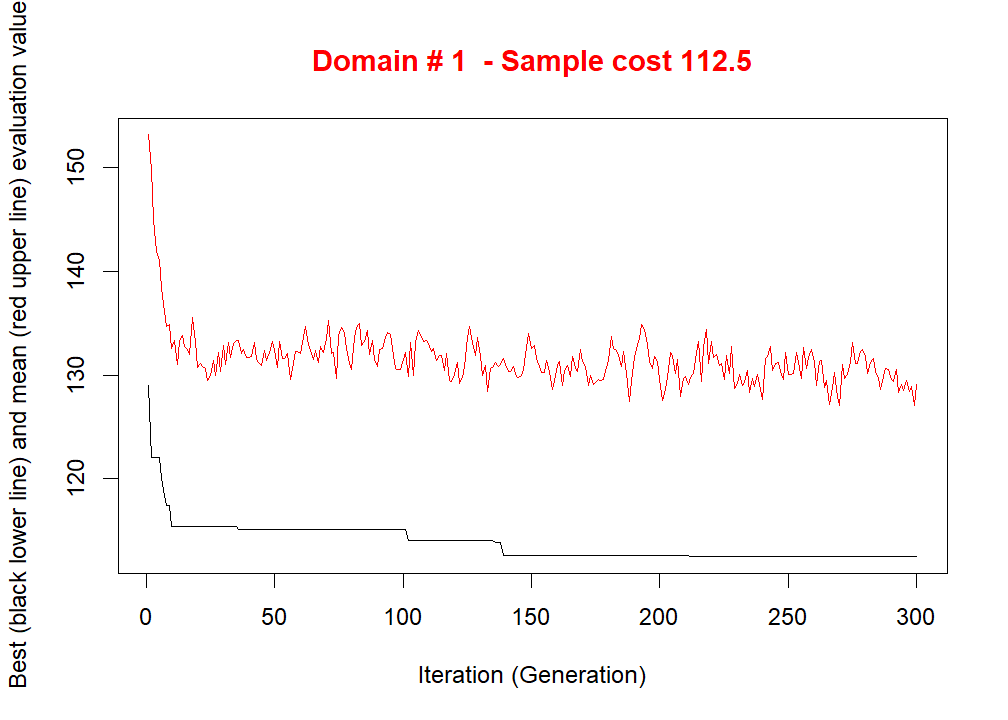 Domain # 1  - Sample cost 112.5
Best (black lower line) and mean (red upper line) evaluation value
150
140
130
120
0 50 100 150 200 250 300
Iteration (Generation)